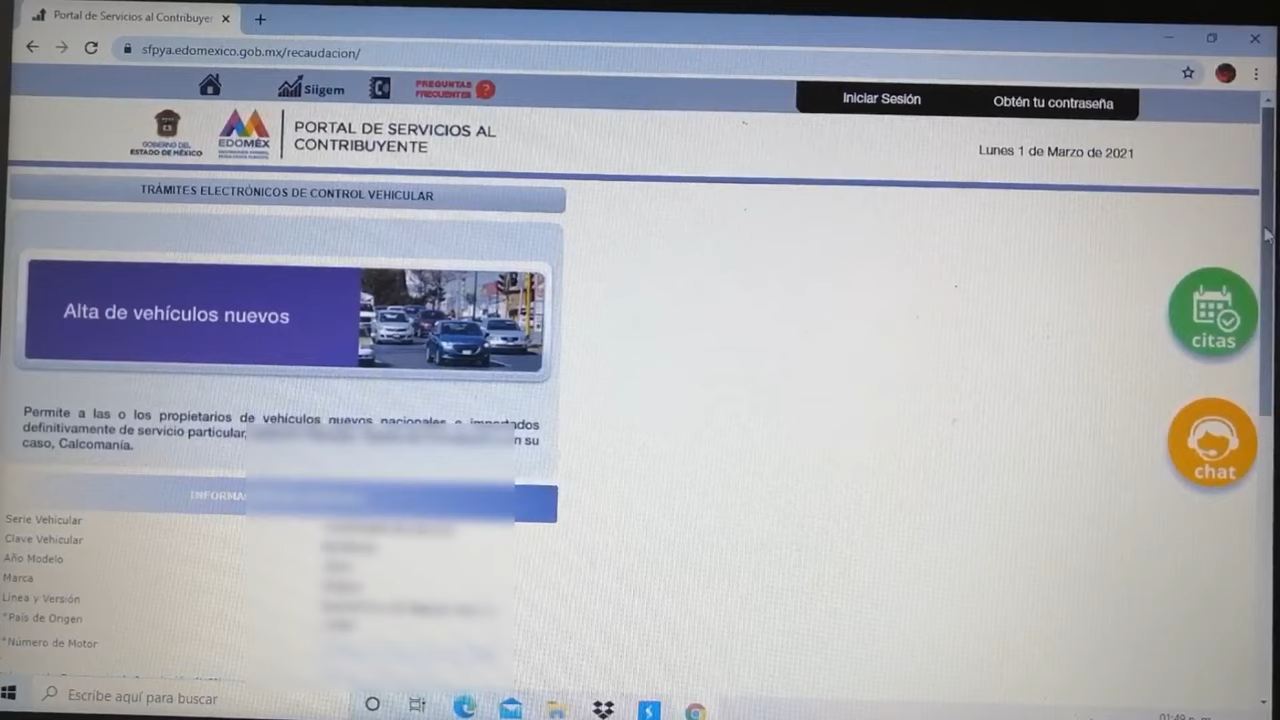 Portal de Servicios al Contribuye
sfpya.edomexico.gob.mx/recaudacion/
Siigem
PREGUNTAS
FRECUENTES ?
Iniciar Sesión
Obtén tu contraseña
GOBIERNO DEL
ESTADO DE MÉXICO
EDOMÉX
PORTAL DE SERVICIOS AL
CONTRIBUYENTE
Lunes 1 de Marzo de 2021
TRÁMITES ELECTRÓNICOS DE CONTROL VEHICULAR
Alta de vehículos nuevos
citas
chat
Permite a las o los propietarios de vehículos nuevos nacionales o importados
definitivamente de servicio particular, n su
caso, Calcomanía.
INFORMA
Serie Vehicular
Clave Vehicular
Año Modelo
Marca
Línea y Versión
*País de Origen
*Número de Motor
Escribe aquí para buscar